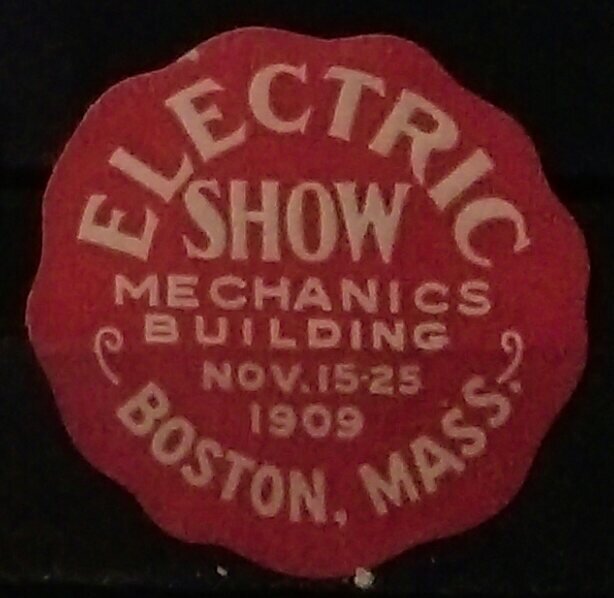 ELECTRIC
SHOW
MECHANICS
BUILDING
NOV. 15-25
1909
BOSTON, MASS.